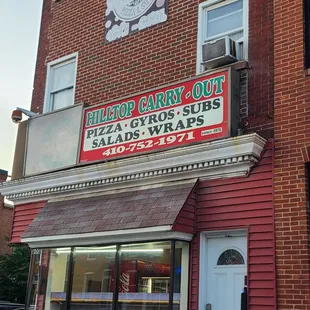 HILLTOP CARRY-OUT
PIZZA • GYROS • SUBS
SALADS • WRAPS
410-752-1971